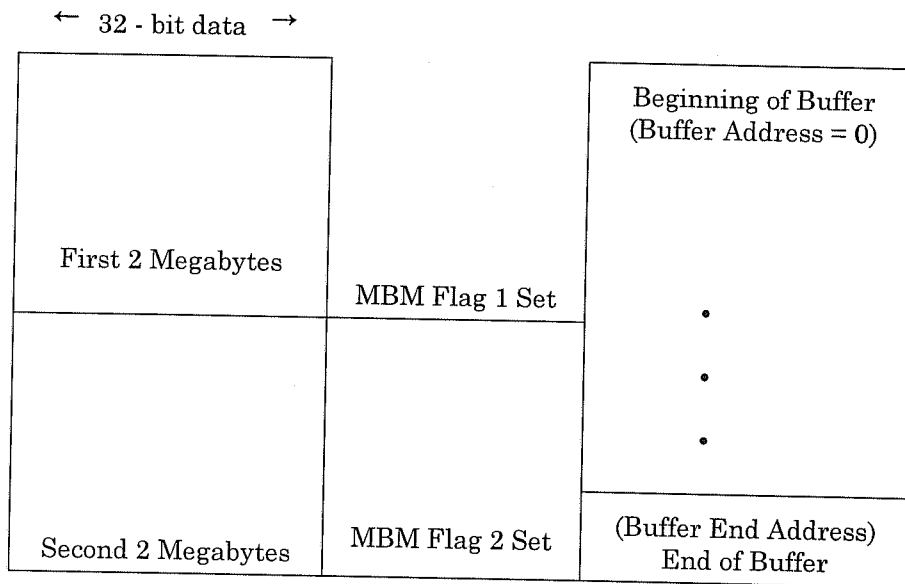 ← 32 - bit data →
Beginning of Buffer
(Buffer Address = 0)
First 2 Megabytes
MBM Flag 1 Set
Second 2 Megabytes
MBM Flag 2 Set
(Buffer End Address)
End of Buffer